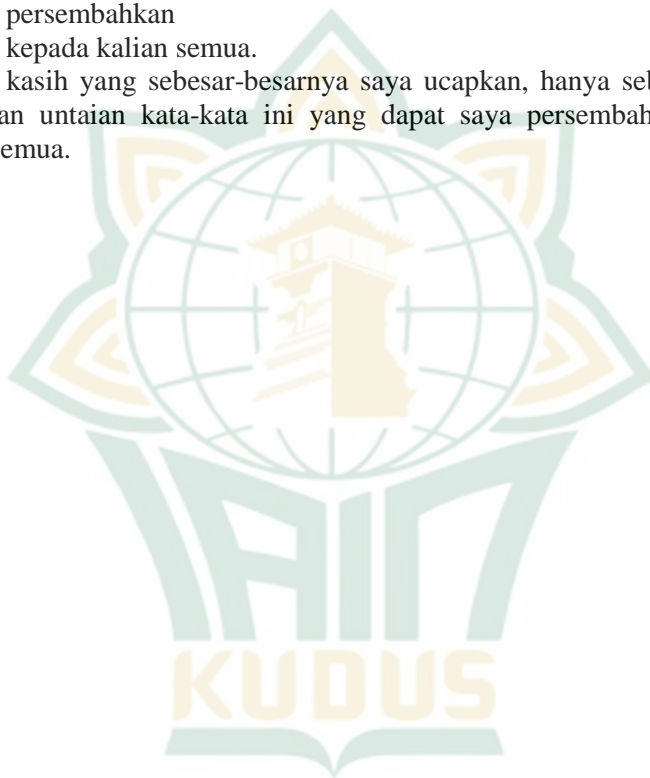 persembahkan
kepada kalian semua.
kasih yang sebesar-besarnya saya ucapkan, hanya seb
an untaian kata-kata ini yang dapat saya persembah
emua.
IAIN
KUDUS